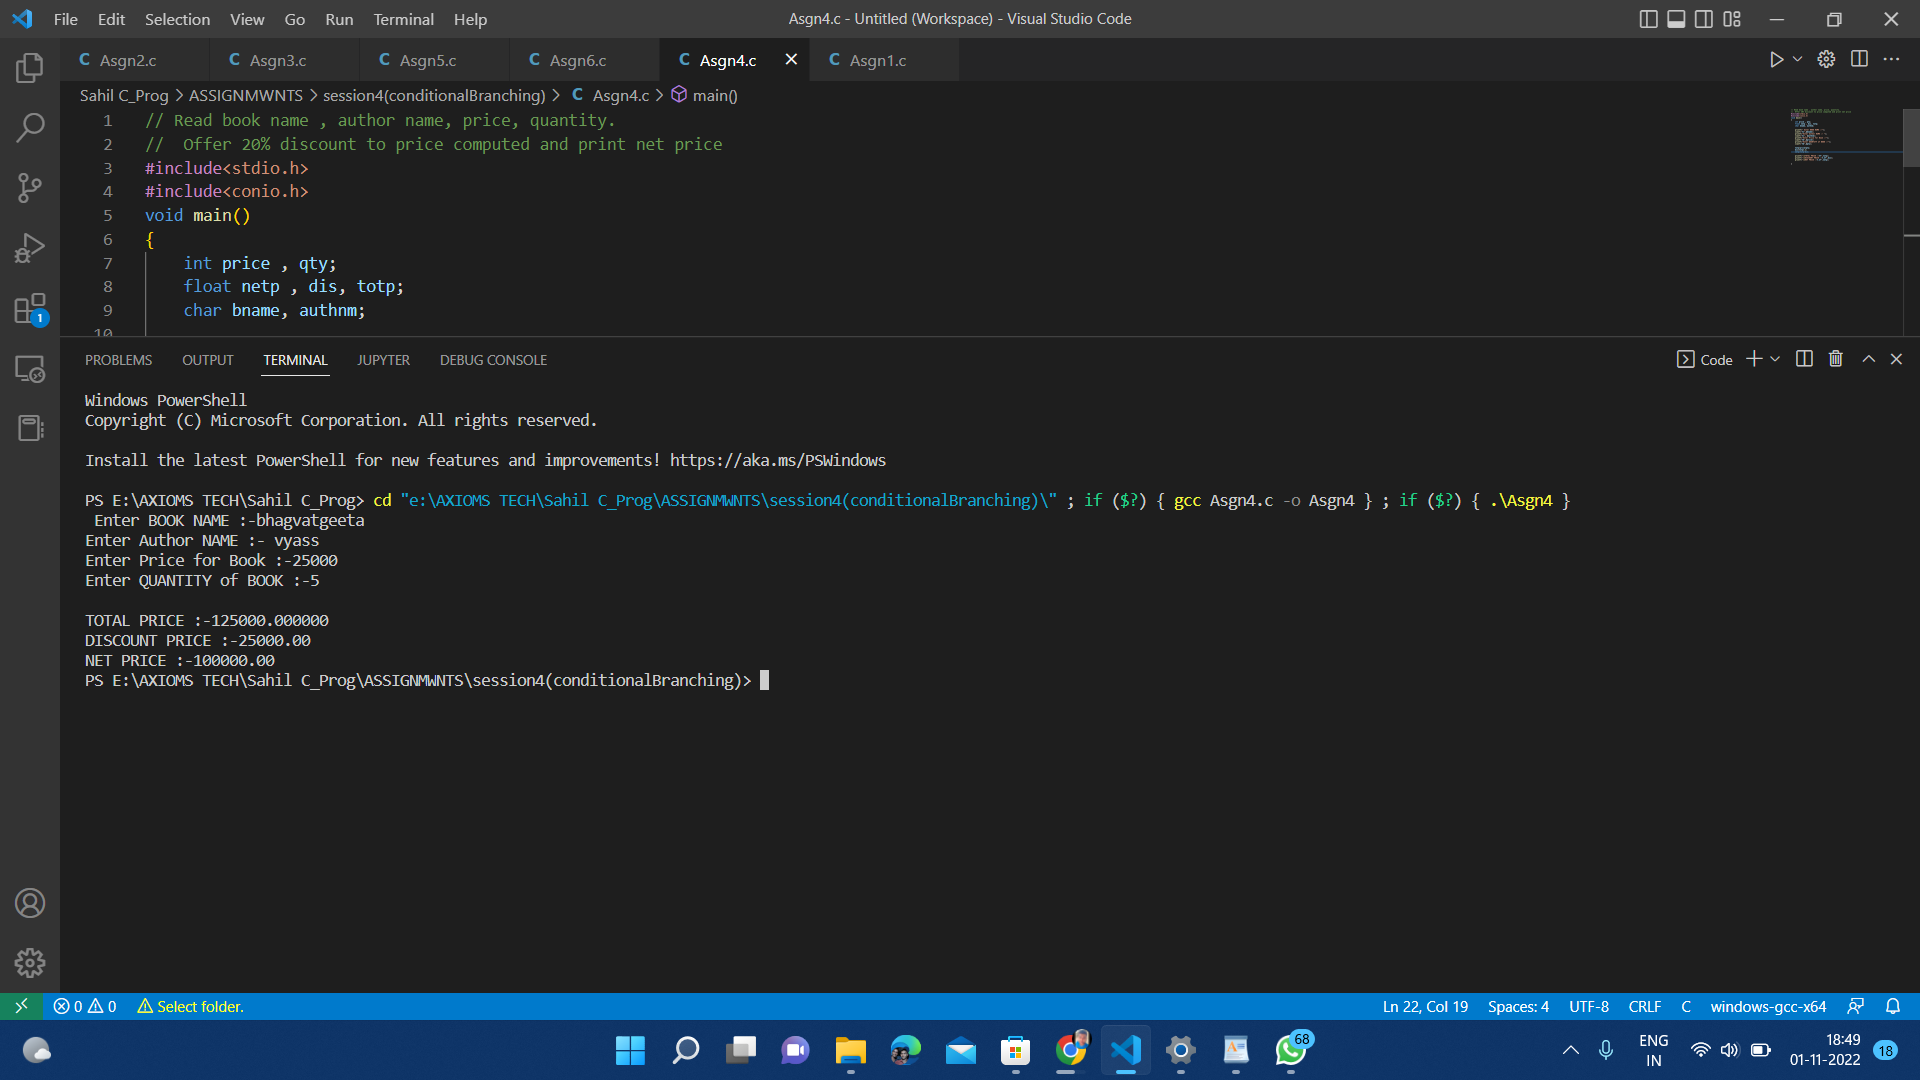 File Edit Selection View Go Run Terminal Help
Asgn4.c - Untitled (Workspace) - Visual Studio Code
C Asgn2.c C Asgn3.c C Asgn5.c C Asgn6.c C Asgn4.c C Asgn1.c
Sahil C_Prog > ASSIGNMWNTS > session4(conditionalBranching) > C Asgn4.c > main()
1 // Read book name , author name, price, quantity.
2 //  Offer 20% discount to price computed and print net price
3 #include<stdio.h>
4 #include<conio.h>
5 void main()
6 {
7     int price , qty;
8     float netp , dis, totp;
9     char bname, authnm;
10
1
PROBLEMS OUTPUT TERMINAL JUPYTER DEBUG CONSOLE
Code
Windows PowerShell
Copyright (C) Microsoft Corporation. All rights reserved.
Install the latest PowerShell for new features and improvements! https://aka.ms/PSWindows
PS E:\AXIOMS TECH\Sahil C_Prog> cd "e:\AXIOMS TECH\Sahil C_Prog\ASSIGNMWNTS\session4(conditionalBranching)\" ; if ($?) { gcc Asgn4.c -o Asgn4 } ; if ($?) { .\Asgn4 }
 Enter BOOK NAME :-bhagvatgeeta
Enter Author NAME :- vyass
Enter Price for Book :-25000
Enter QUANTITY of BOOK :-5
TOTAL PRICE :-125000.000000
DISCOUNT PRICE :-25000.00
NET PRICE :-100000.00
PS E:\AXIOMS TECH\Sahil C_Prog\ASSIGNMWNTS\session4(conditionalBranching)>
0 0 Select folder.
Ln 22, Col 19 Spaces: 4 UTF-8 CRLF C windows-gcc-x64
68
ENG
IN
18:49
01-11-2022
18